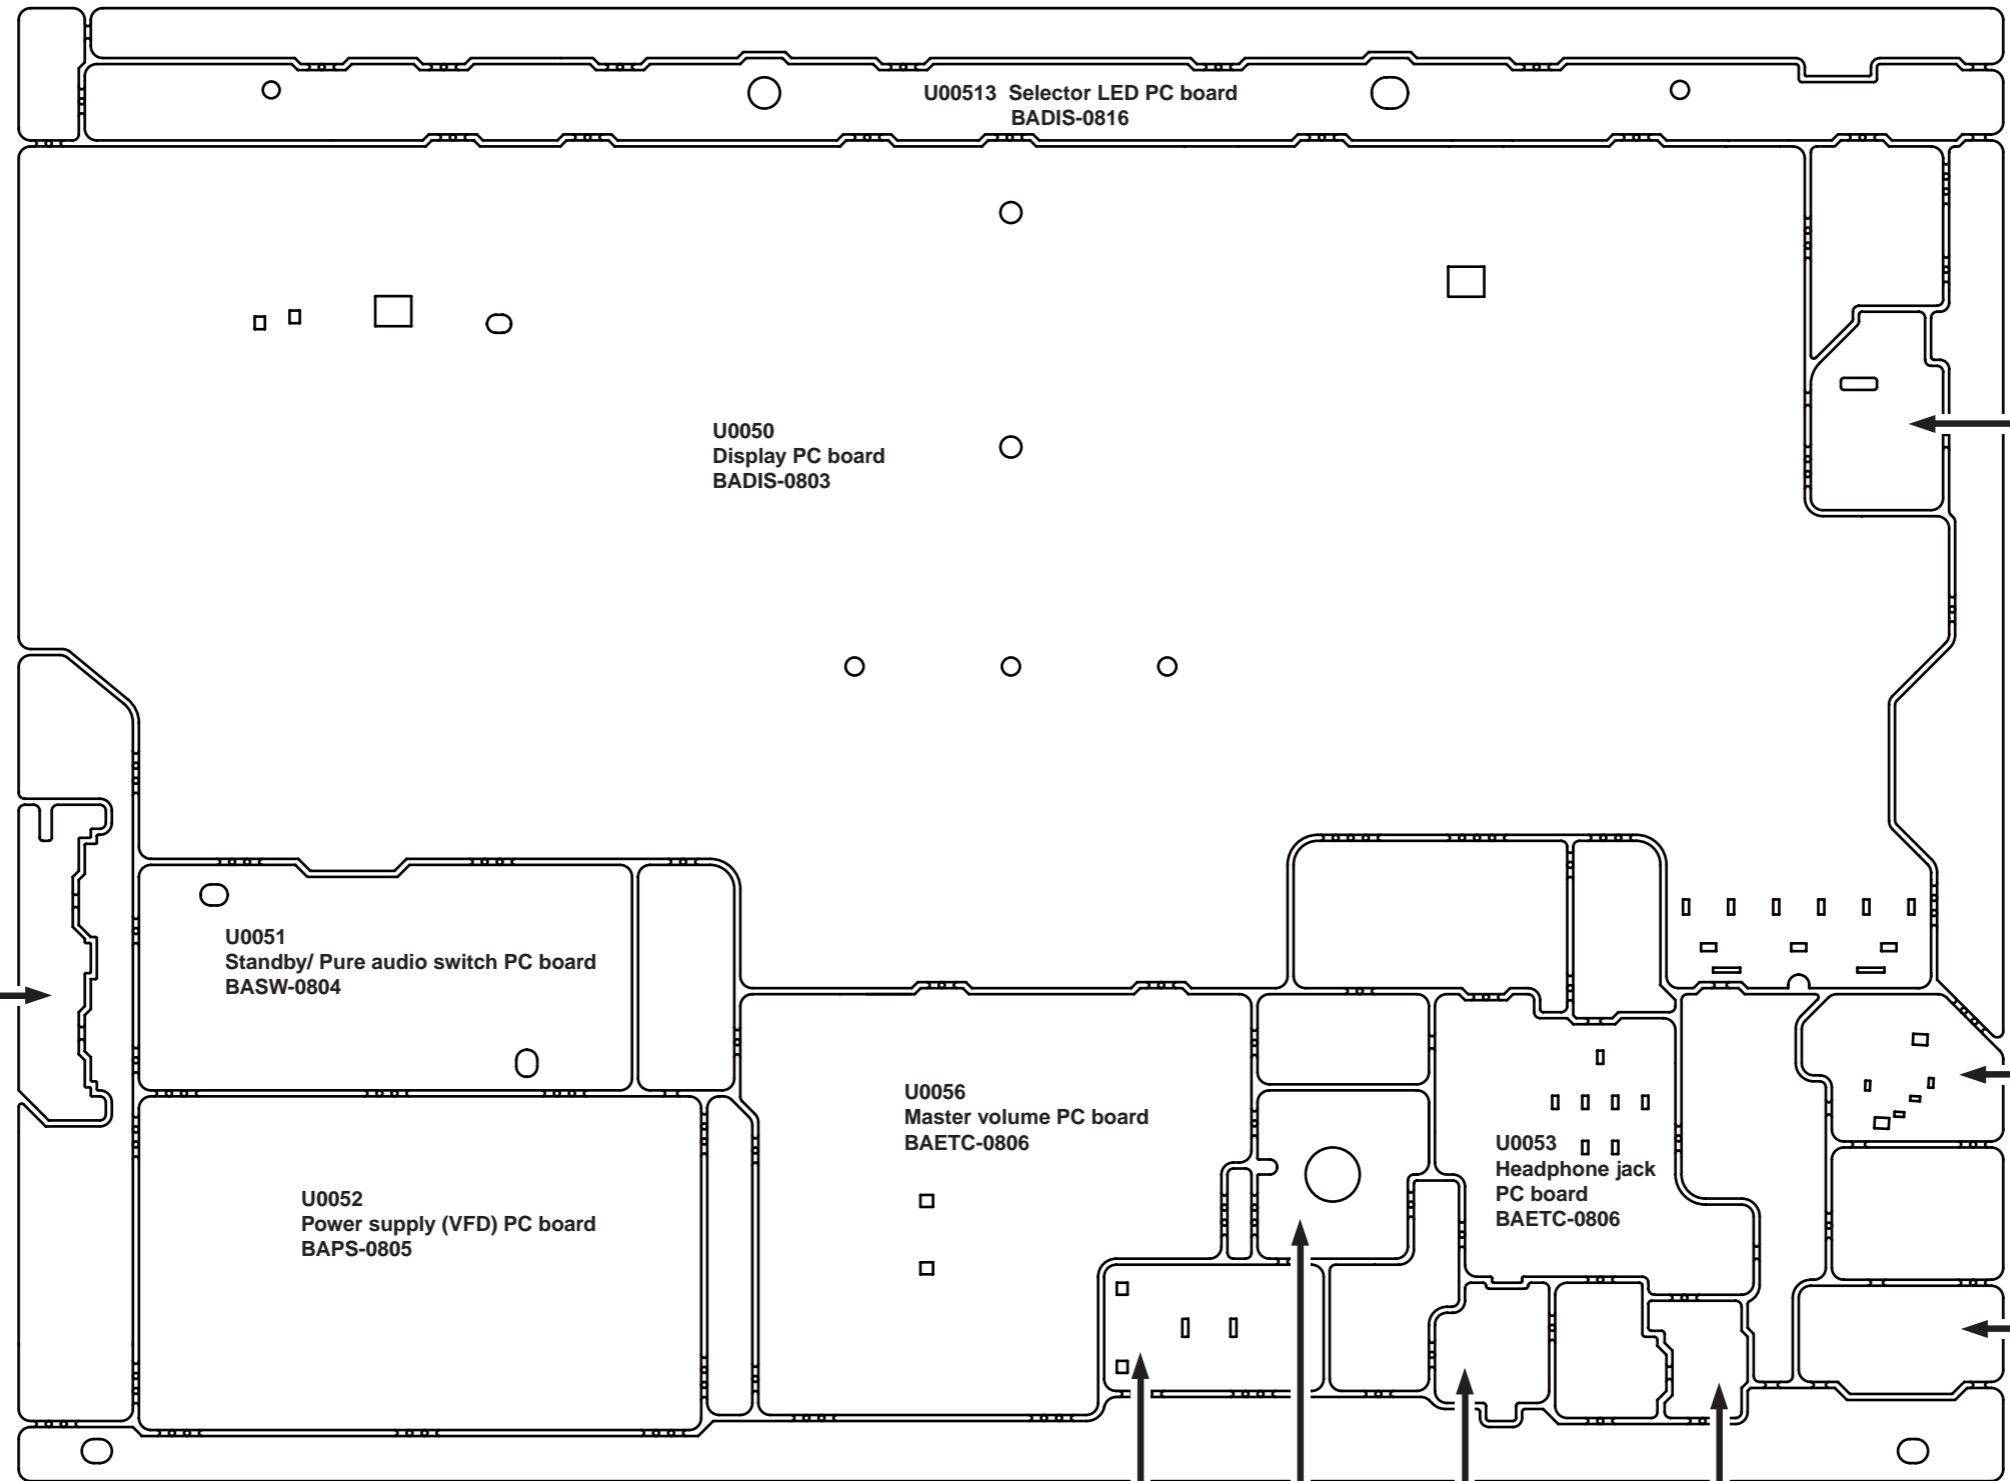 U00513 Selector LED PC board
BADIS-0816
U0050
Display PC board
BADIS-0803
U0051
Standby/ Pure audio switch PC board
BASW-0804
U0056
Master volume PC board
BAETC-0806
U0053
Headphone jack
PC board
BAETC-0806
U0052
Power supply (VFD) PC board
BAPS-0805